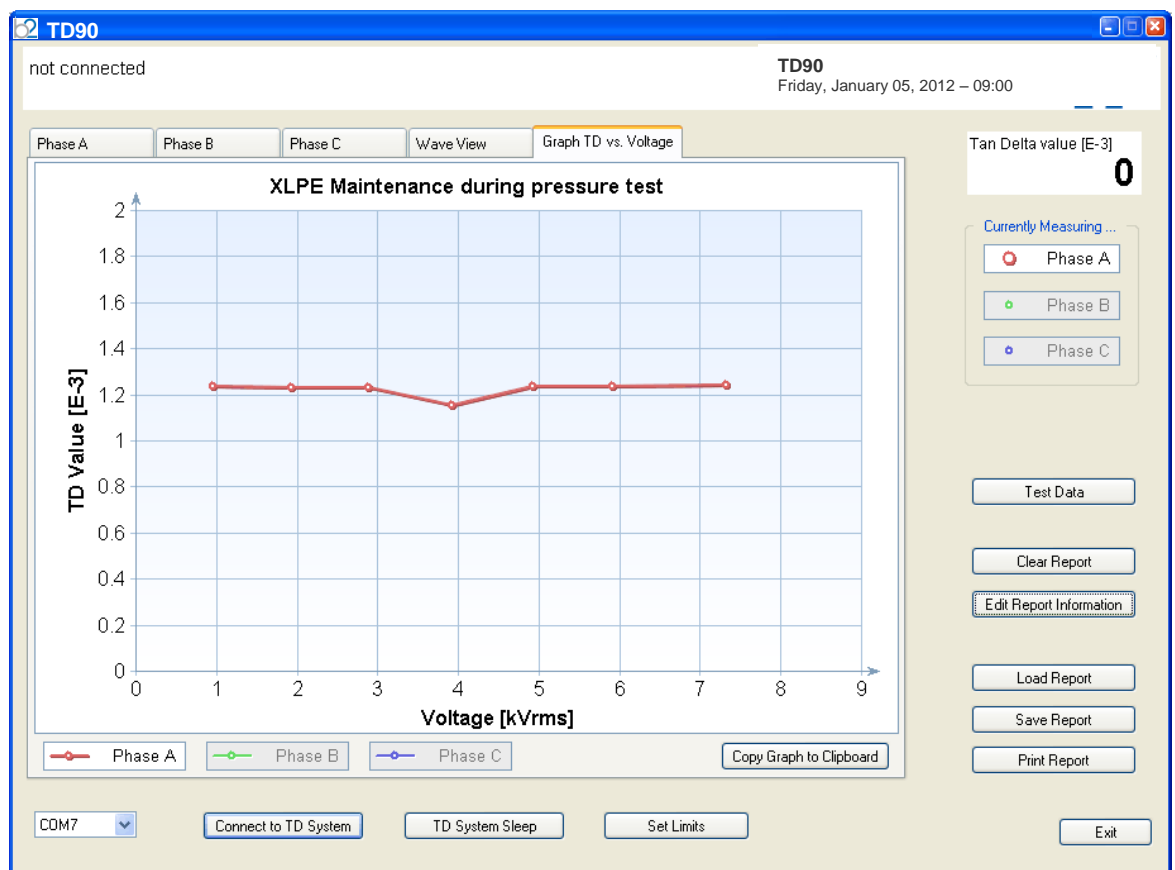 b2 TD90
not connected
TD90
Friday, January 05, 2012 – 09:00
Phase A
Phase B
Phase C
Wave View
Graph TD vs. Voltage
Tan Delta value [E-3]
0
XLPE Maintenance during pressure test
2
1.8
1.6
1.4
1.2
1
0.8
0.6
0.4
0.2
0
TD Value [E-3]
0 1 2 3 4 5 6 7 8 9
Voltage [kVrms]
Phase A
Phase B
Phase C
Copy Graph to Clipboard
Currently Measuring ...
Phase A
Phase B
Phase C
Test Data
Clear Report
Edit Report Information
Load Report
Save Report
Print Report
COM7
Connect to TD System
TD System Sleep
Set Limits
Exit